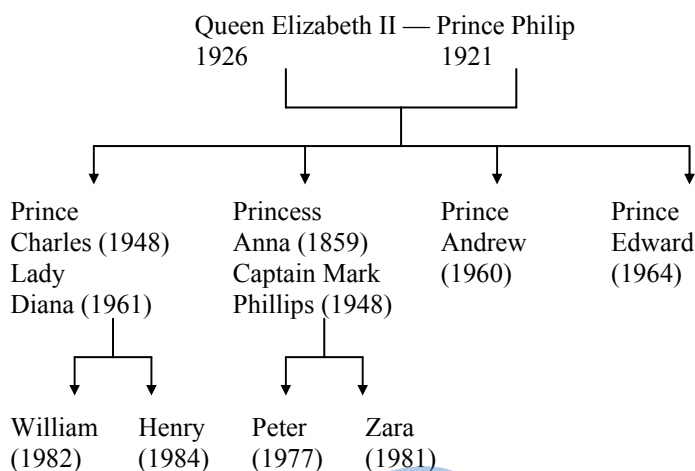 Queen Elizabeth II — Prince Philip
1926 1921
Prince
Charles (1948)
Lady
Diana (1961)
Princess
Anna (1859)
Captain Mark
Phillips (1948)
Prince
Andrew
(1960)
Prince
Edward
(1964)
William
(1982)
Henry
(1984)
Peter
(1977)
Zara
(1981)